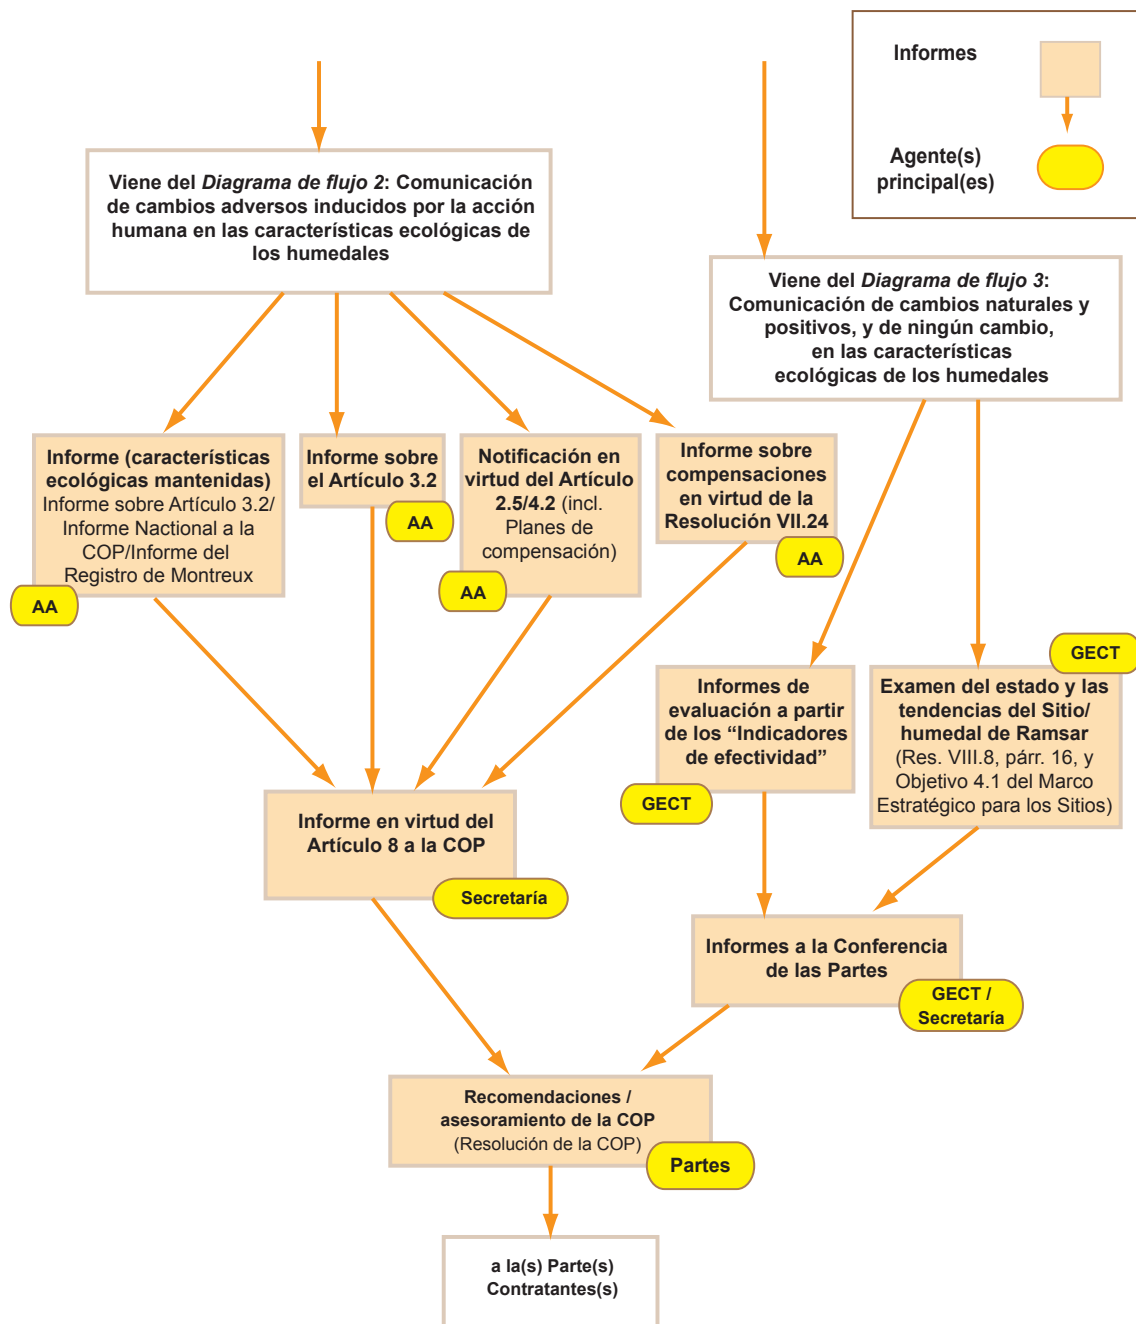 Informes
Agente(s)
principal(es)
Viene del Diagrama de flujo 2: Comunicación
de cambios adversos inducidos por la acción
humana en las características ecológicas de
los humedales
Viene del Diagrama de flujo 3:
Comunicación de cambios naturales y
positivos, y de ningún cambio,
en las características
ecológicas de los humedales
Informe (características
ecológicas mantenidas)
Informe sobre Artículo 3.2/
Informe Nactional a la
COP/Informe del
Registro de Montreux
AA
Informe sobre
el Artículo 3.2
AA
Notificación en
virtud del Artículo
2.5/4.2 (incl.
Planes de
compensación)
AA
Informe sobre
compensaciones
en virtud de la
Resolución VII.24
AA
Informes de
evaluación a partir
de los “Indicadores
de efectividad”
GECT
GECT
Examen del estado y las
tendencias del Sitio/
humedal de Ramsar
(Res. VIII.8, párr. 16, y
Objetivo 4.1 del Marco
Estratégico para los Sitios)
Informe en virtud del
Artículo 8 a la COP
Secretaría
Informes a la Conferencia
de las Partes
GECT /
Secretaría
Recomendaciones /
asesoramiento de la COP
(Resolución de la COP)
Partes
a la(s) Parte(s)
Contratantes(s)